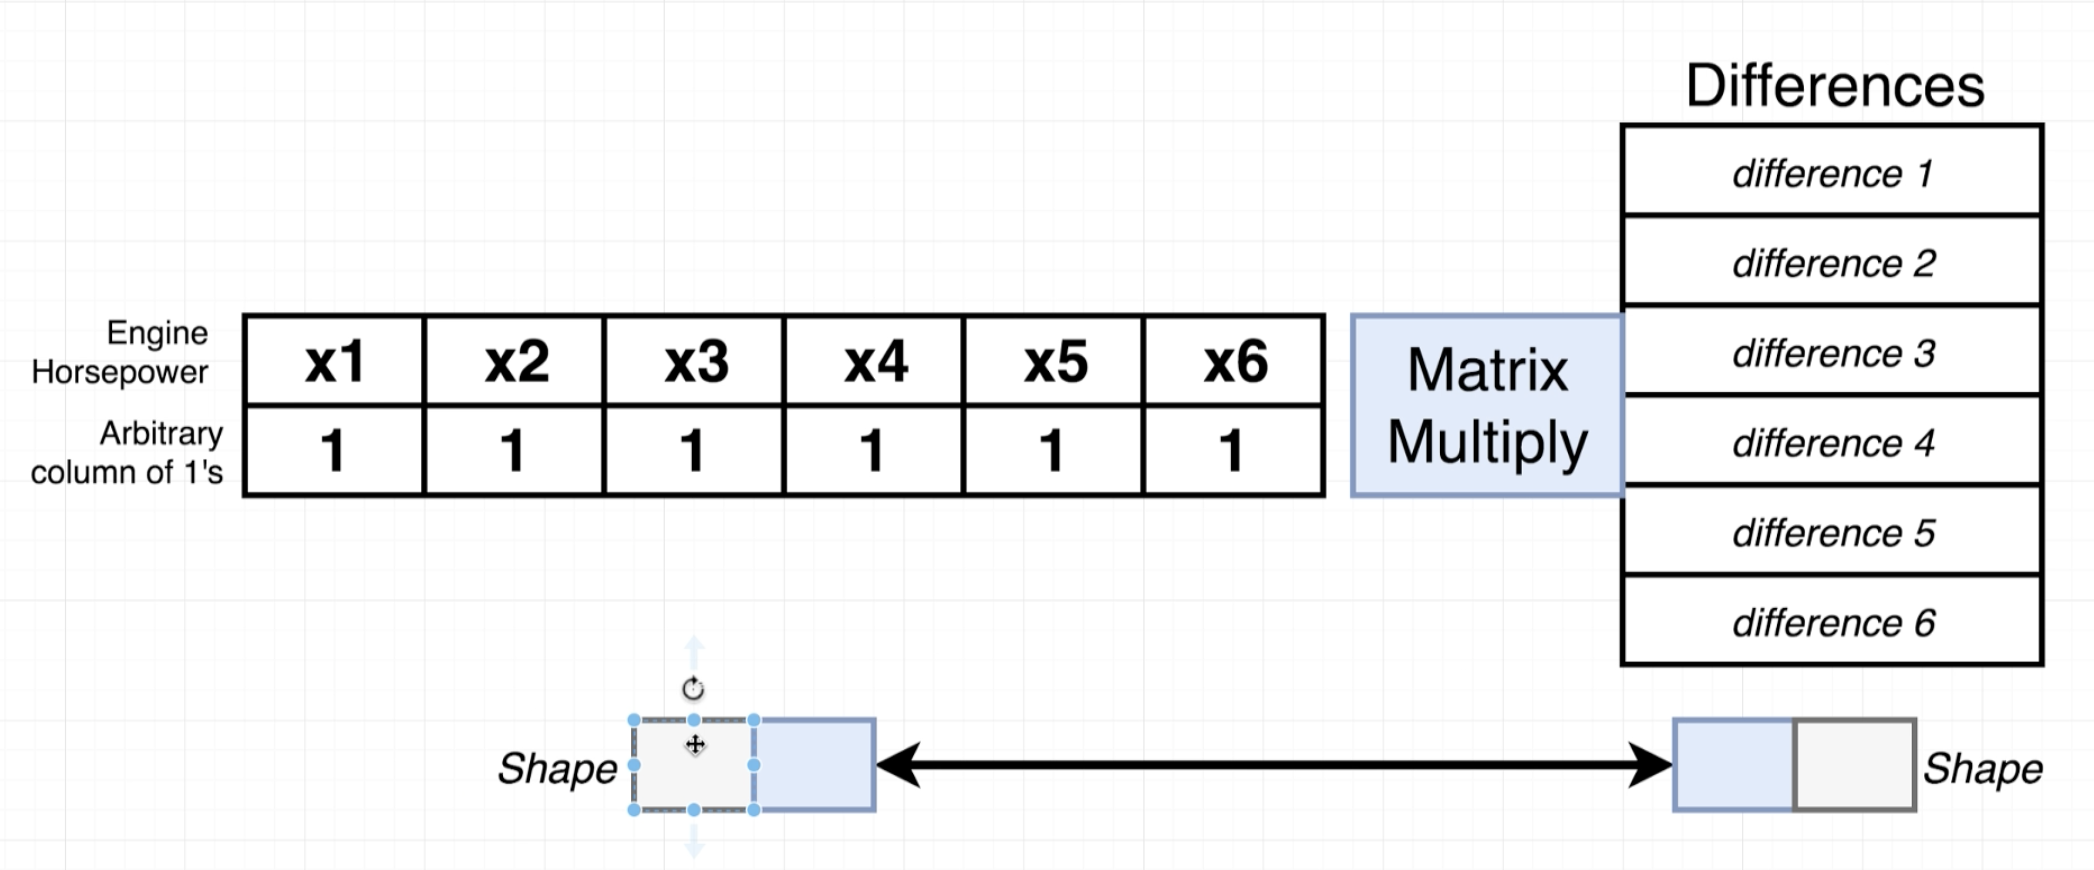 Differences
difference 1
difference 2
difference 3
difference 4
difference 5
difference 6
Engine
Horsepower
x1 x2 x3 x4 x5 x6
Arbitrary
column of 1's
1 1 1 1 1 1
Matrix
Multiply
Shape
Shape